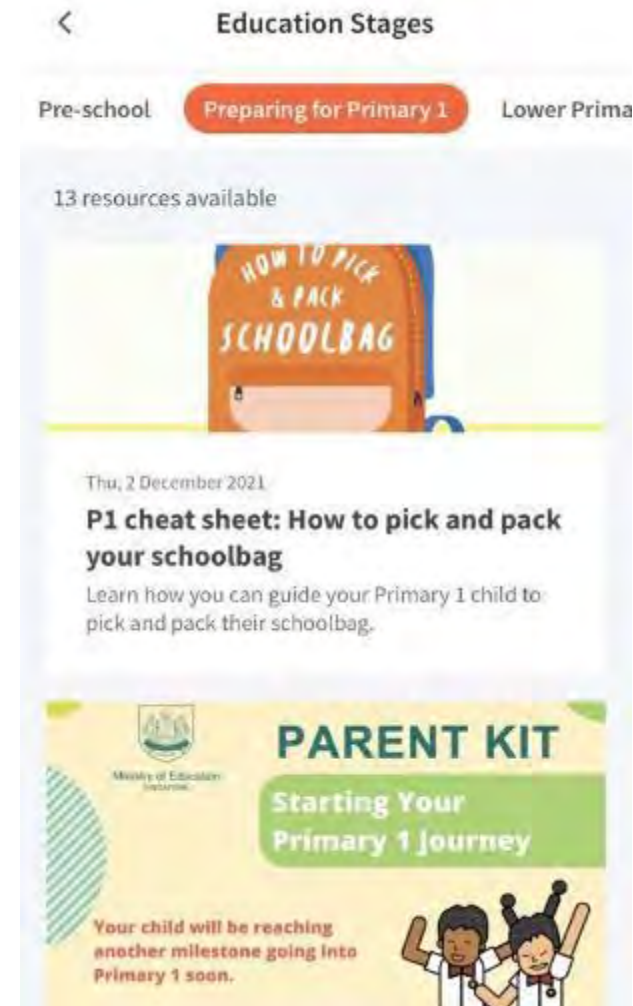 Education Stages
Pre-school Preparing for Primary 1 Lower Prima
13 resources available
HOW TO PICK
& PACK
SCHOOLBAG
Thu, 2 December 2021
P1 cheat sheet: How to pick and pack
your schoolbag
Learn how you can guide your Primary 1 child to
pick and pack their schoolbag.
Ministry of Education
SINGAPORE
PARENT KIT
Starting Your
Primary 1 Journey
Your child will be reaching
another milestone going into
Primary 1 soon.